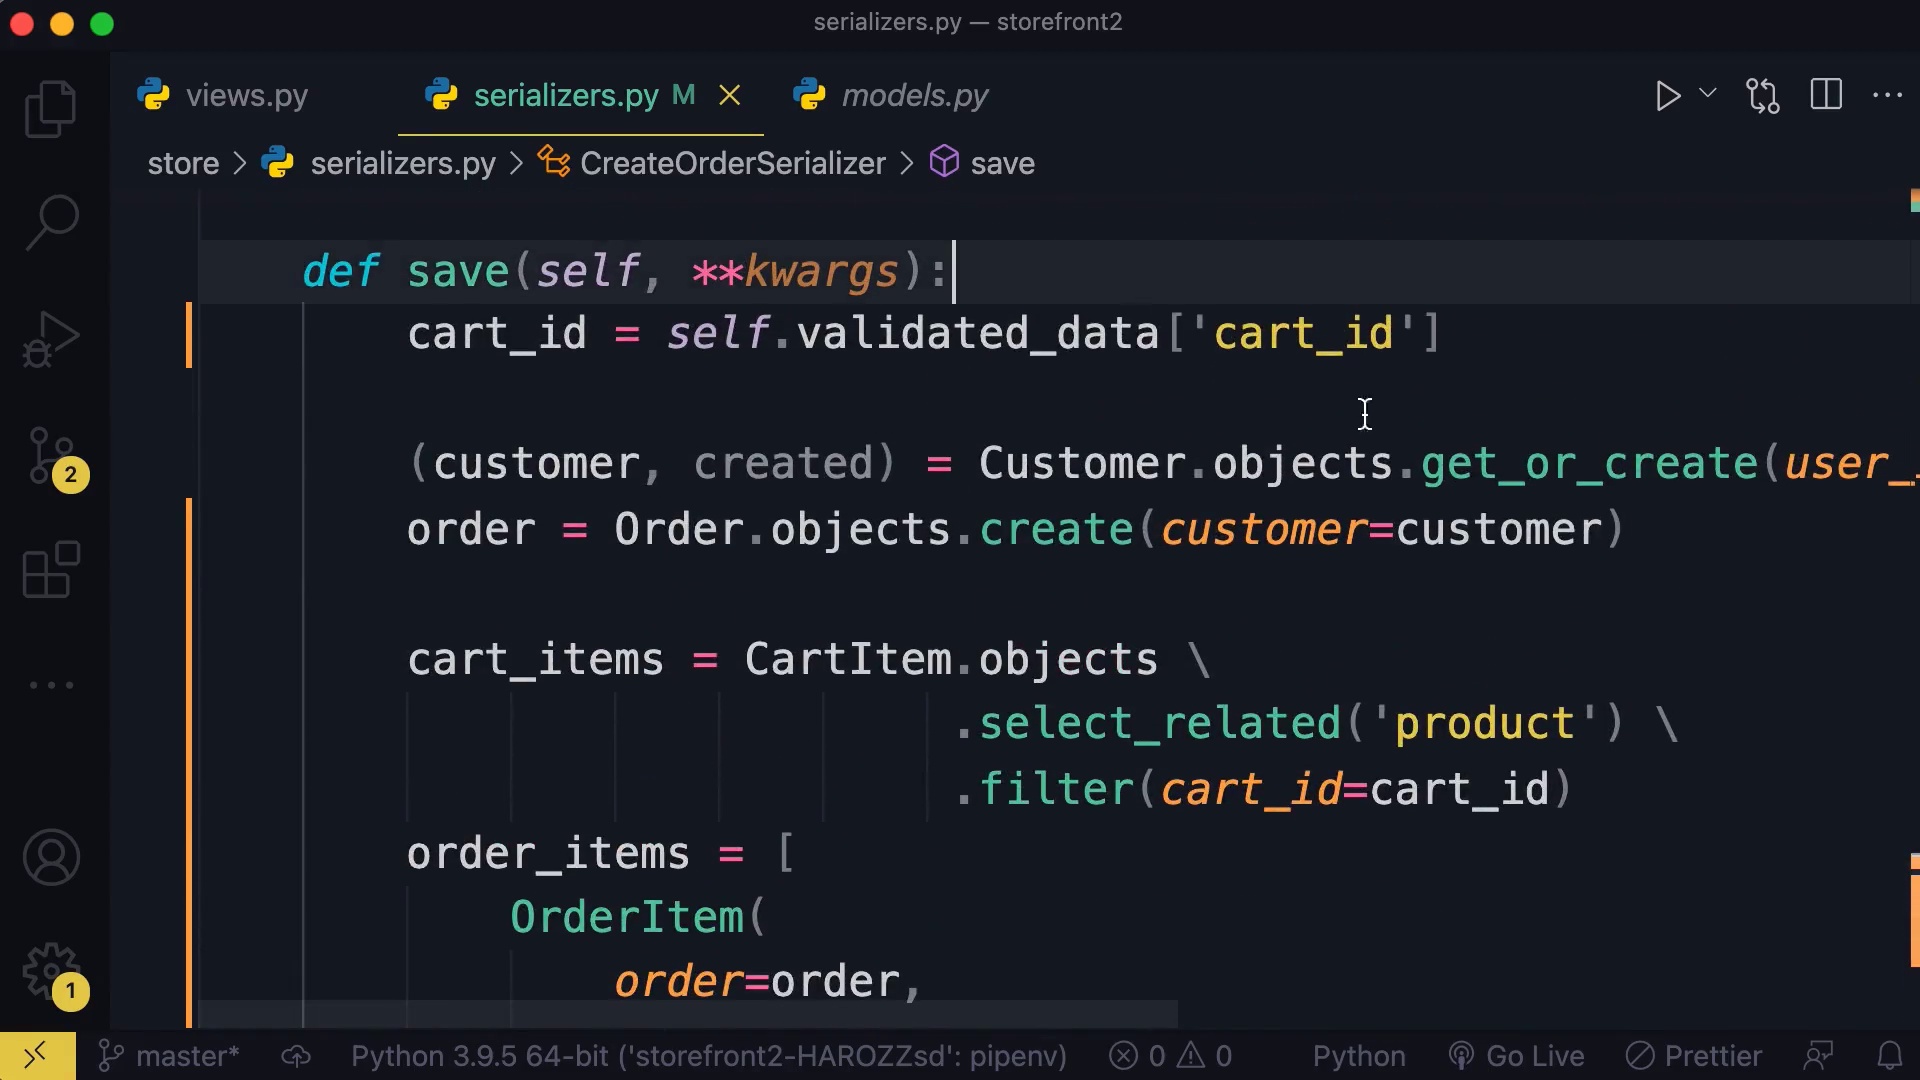 serializers.py — storefront2
views.py
serializers.py M
models.py
store > serializers.py > CreateOrderSerializer > save
def save(self, **kwargs):
cart_id = self.validated_data['cart_id']
(customer, created) = Customer.objects.get_or_create(user_
order = Order.objects.create(customer=customer)
cart_items = CartItem.objects \
.select_related('product') \
.filter(cart_id=cart_id)
order_items = [
OrderItem(
order=order,
2
1
master* Python 3.9.5 64-bit ('storefront2-HAROZZsd': pipenv) 0 0 Python Go Live Prettier